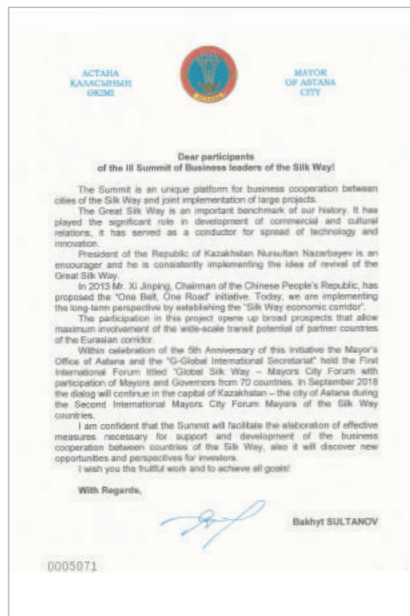 АСТАНА
ҚАЛАСЫНЫҢ
ӘКІМІ
MAYOR
OF ASTANA
CITY
Dear participants
of the III Summit of Business leaders of the Silk Way!
The Summit is an unique platform for business cooperation between
cities of the Silk Way and joint implementation of large projects.
The Great Silk Way is an important benchmark of our history. It has
played the significant role in development of commercial and cultural
relations, it has served as a conductor for spread of technology and
innovation.
President of the Republic of Kazakhstan Nursultan Nazarbayev is an
encourager and he is consistently implementing the idea of revival of the
Great Silk Way.
In 2013 Mr. Xi Jinping, Chairman of the Chinese People's Republic, has
proposed the "One Belt, One Road" initiative. Today, we are implementing
the long-term perspective by establishing the "Silk Way economic corridor".
The participation in this project opens up broad prospects that allow
maximum involvement of the wide-scale transit potential of partner countries
of the Eurasian corridor.
Within celebration of the 5th Anniversary of this Initiative the Mayor's
Office of Astana and the "G-Global International Secretariat" held the First
International Forum titled "Global Silk Way – Mayors City Forum with
participation of Mayors and Governors from 70 countries. In September 2018
the dialog will continue in the capital of Kazakhstan – the city of Astana during
the Second International Mayors City Forum Mayors of the Silk Way
countries.
I am confident that the Summit will facilitate the elaboration of effective
measures necessary for support and development of the business
cooperation between countries of the Silk Way, also it will discover new
opportunities and perspectives for investors.
I wish you the fruitful work and to achieve all goals!
With Regards,
Bakhyt SULTANOV
0005071